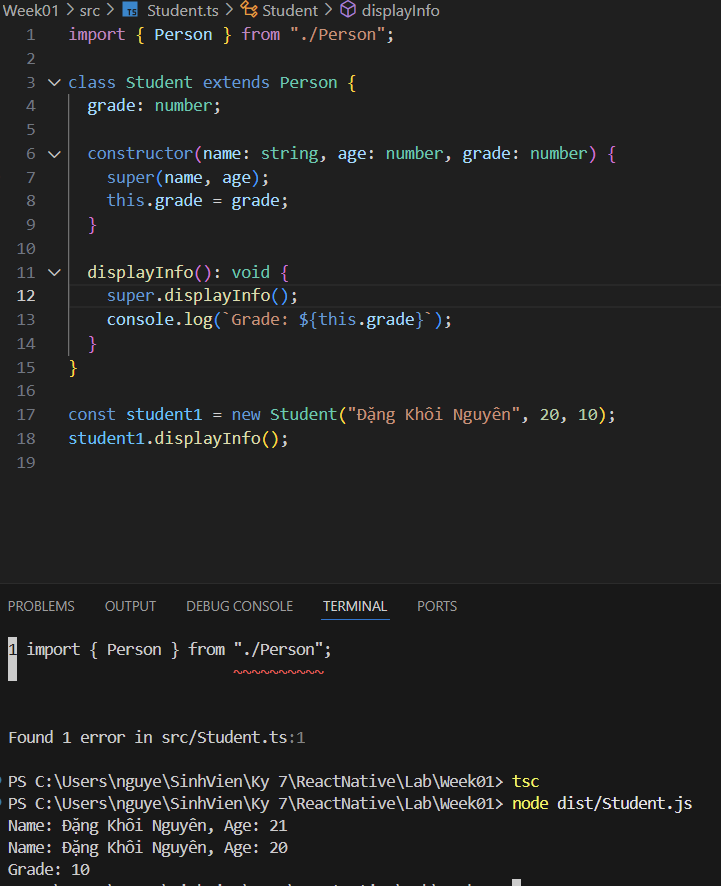 Week01 > src > TS Student.ts > Student > displayInfo
1 import { Person } from "./Person";
2
3 class Student extends Person {
4 grade: number;
5
6 constructor(name: string, age: number, grade: number) {
7 super(name, age);
8 this.grade = grade;
9 }
10
11 displayInfo(): void {
12 super.displayInfo();
13 console.log(`Grade: ${this.grade}`);
14 }
15 }
16
17 const student1 = new Student("Đặng Khôi Nguyên", 20, 10);
18 student1.displayInfo();
19
PROBLEMS OUTPUT DEBUG CONSOLE TERMINAL PORTS
1 import { Person } from "./Person";
~~~~~~~~~~
Found 1 error in src/Student.ts:1
PS C:\Users\nguye\SinhVien\Ky 7\ReactNative\Lab\Week01> tsc
PS C:\Users\nguye\SinhVien\Ky 7\ReactNative\Lab\Week01> node dist/Student.js
Name: Đặng Khôi Nguyên, Age: 21
Name: Đặng Khôi Nguyên, Age: 20
Grade: 10